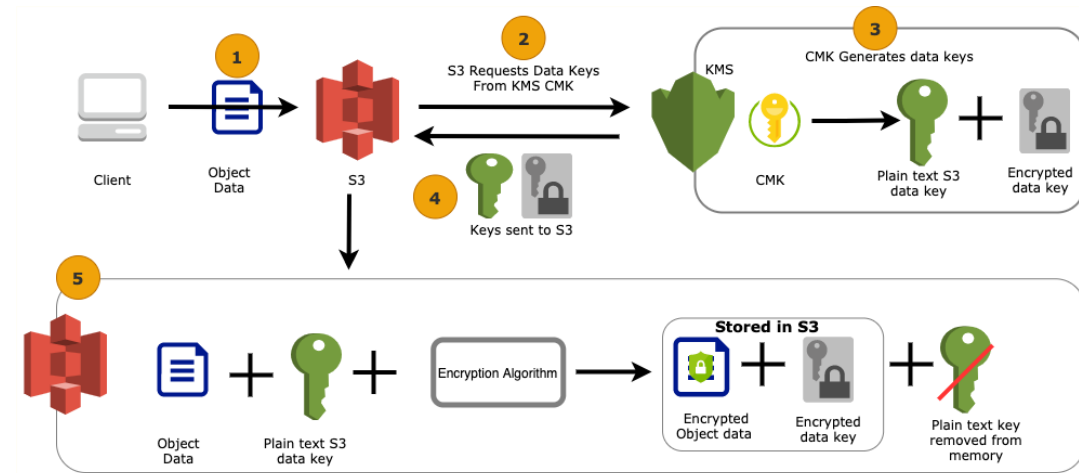 1
2
3
S3 Requests Data Keys
From KMS CMK
CMK Generates data keys
KMS
Client
Object
Data
S3
CMK
Plain text S3
data key
Encrypted
data key
4
Keys sent to S3
5
Stored in S3
Encryption Algorithm
Object
Data
Plain text S3
data key
Encrypted
Object data
Encrypted
data key
Plain text key
removed from
memory